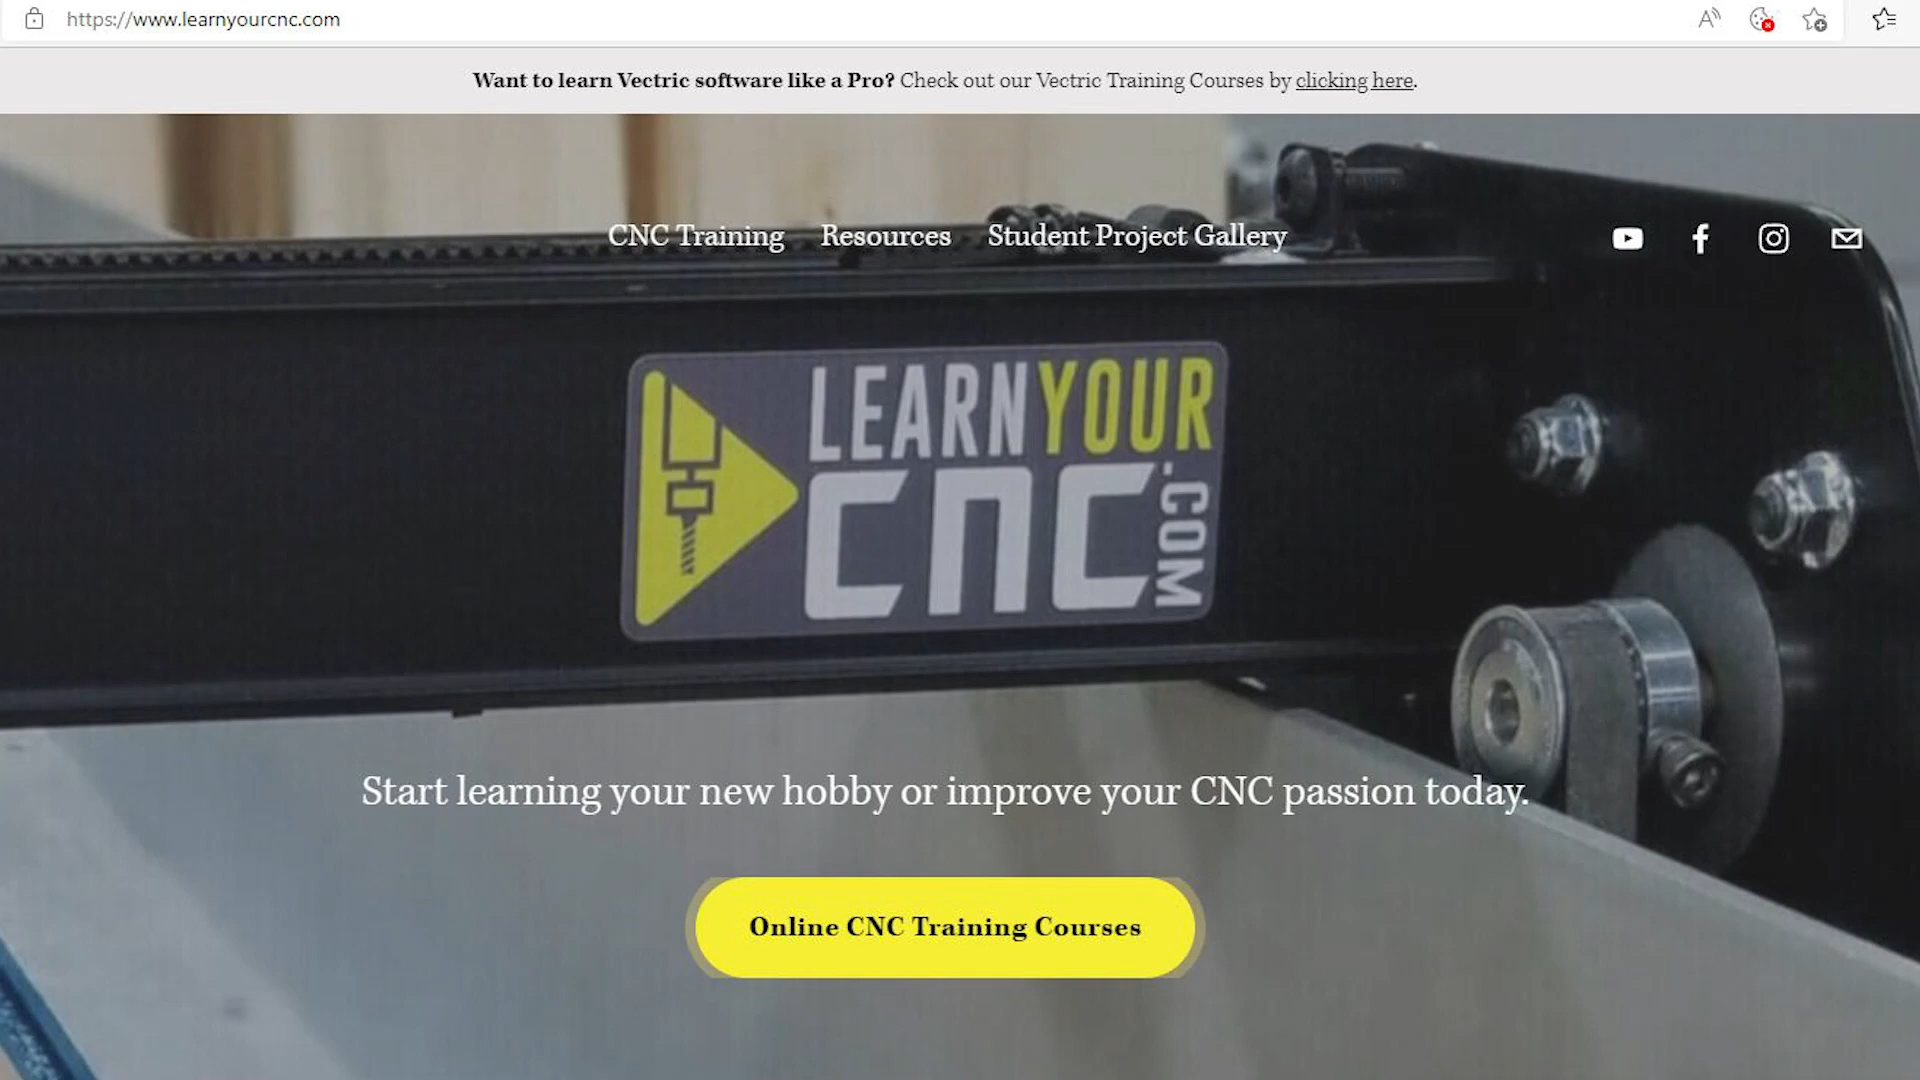 https://www.learnyourcnc.com
Want to learn Vectric software like a Pro? Check out our Vectric Training Courses by clicking here.
CNC Training Resources Student Project Gallery
LEARNYOUR
CNC
.COM
Start learning your new hobby or improve your CNC passion today.
Online CNC Training Courses